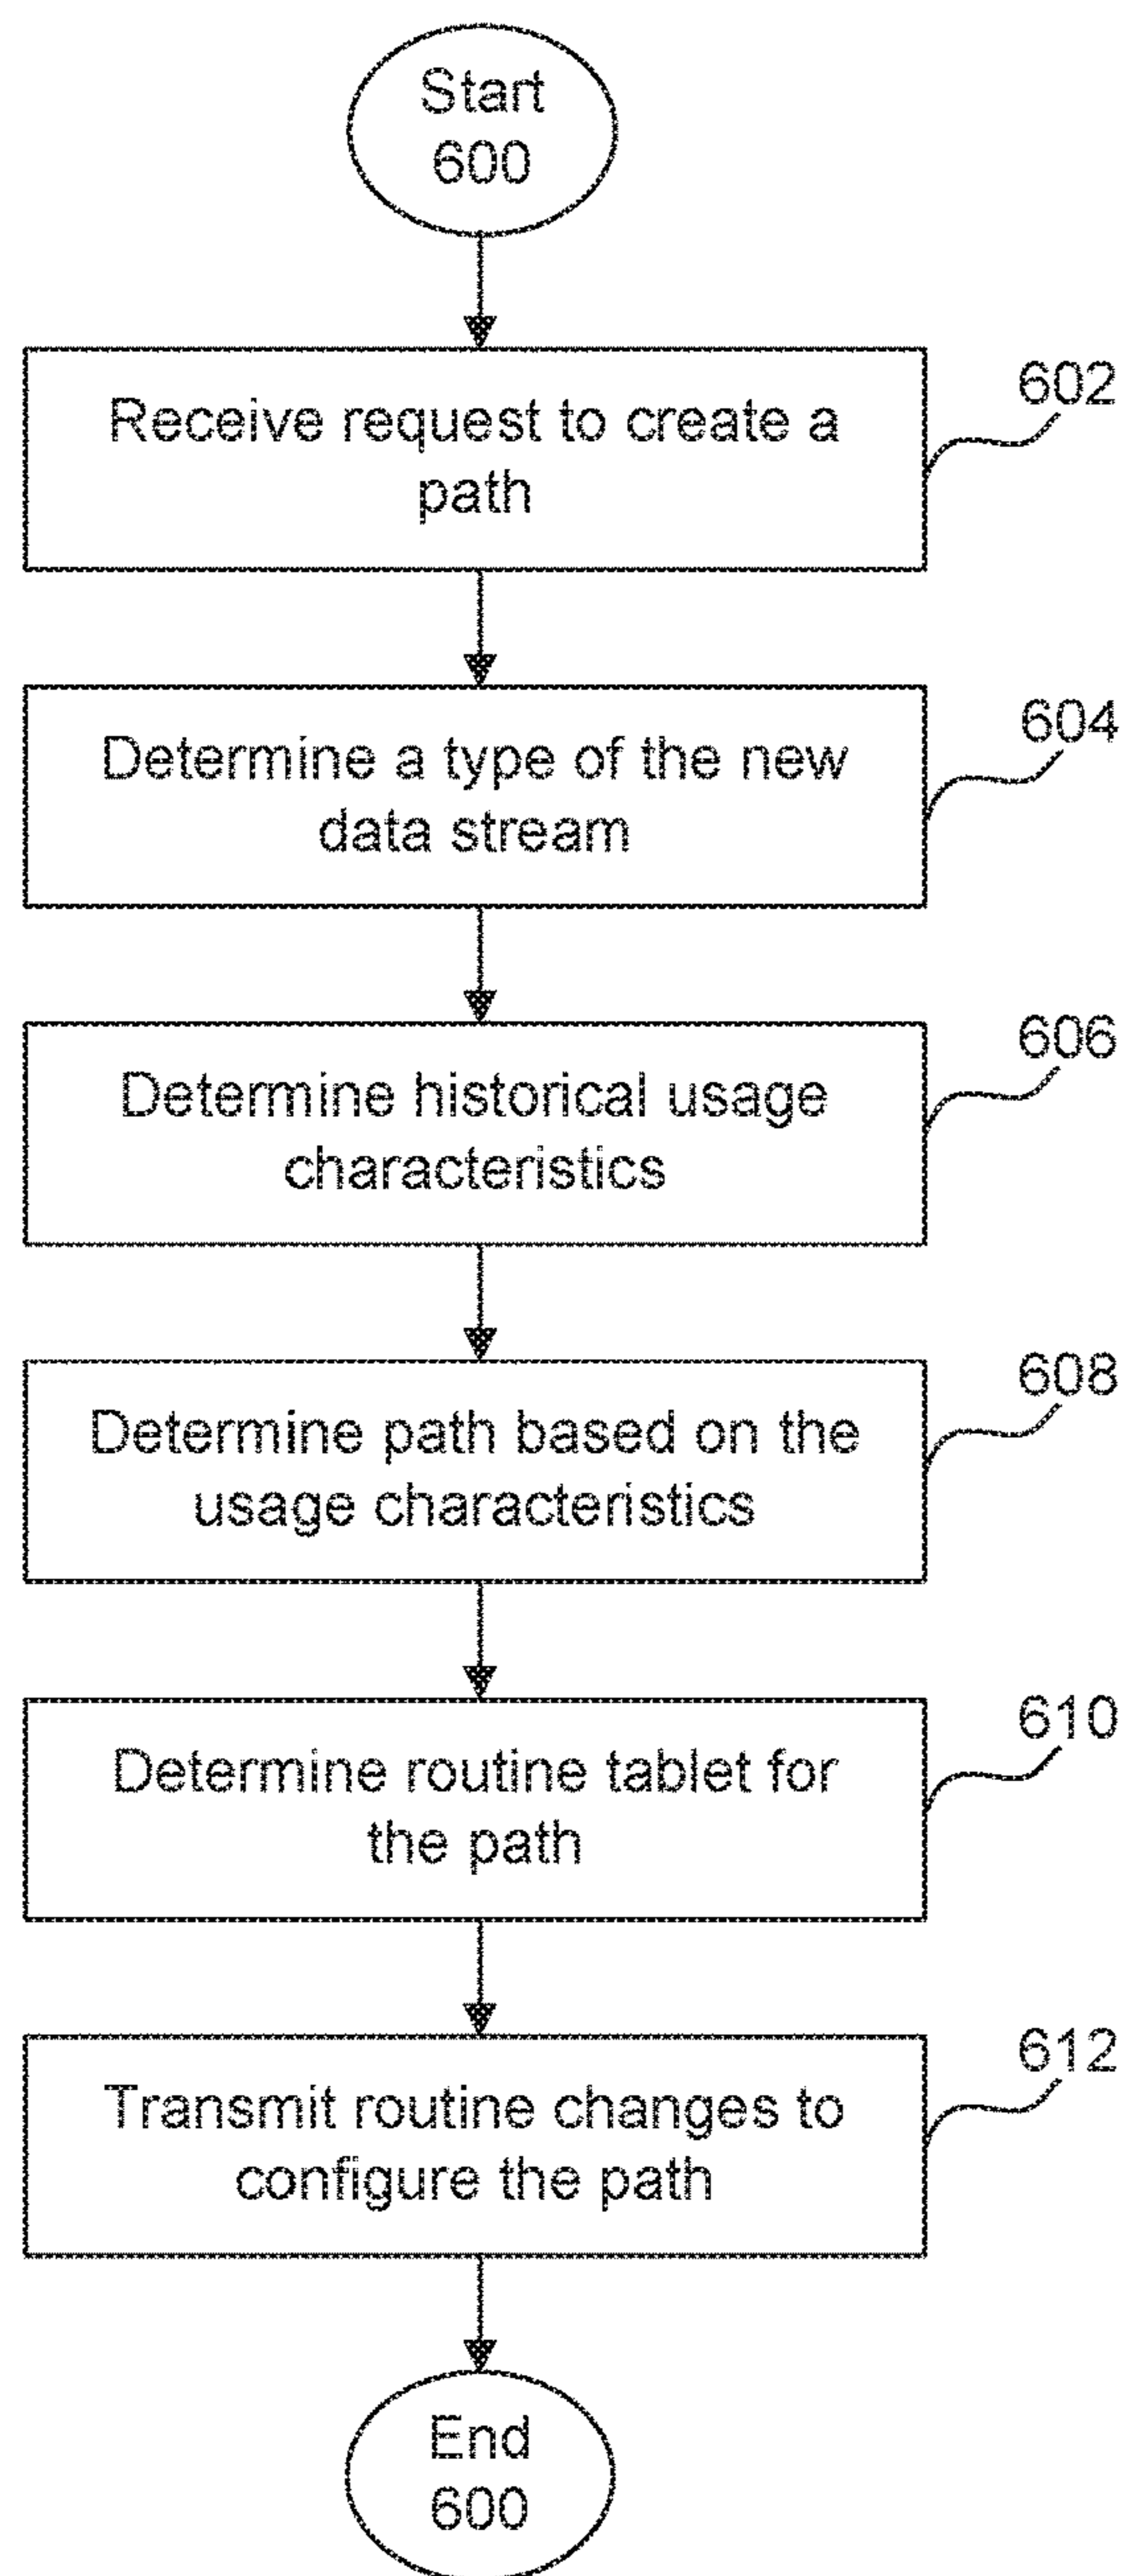 Start
600
Receive request to create a
path
602
Determine a type of the new
data stream
604
Determine historical usage
characteristics
606
Determine path based on the
usage characteristics
608
Determine routine tablet for
the path
610
Transmit routine changes to
configure the path
612
End
600